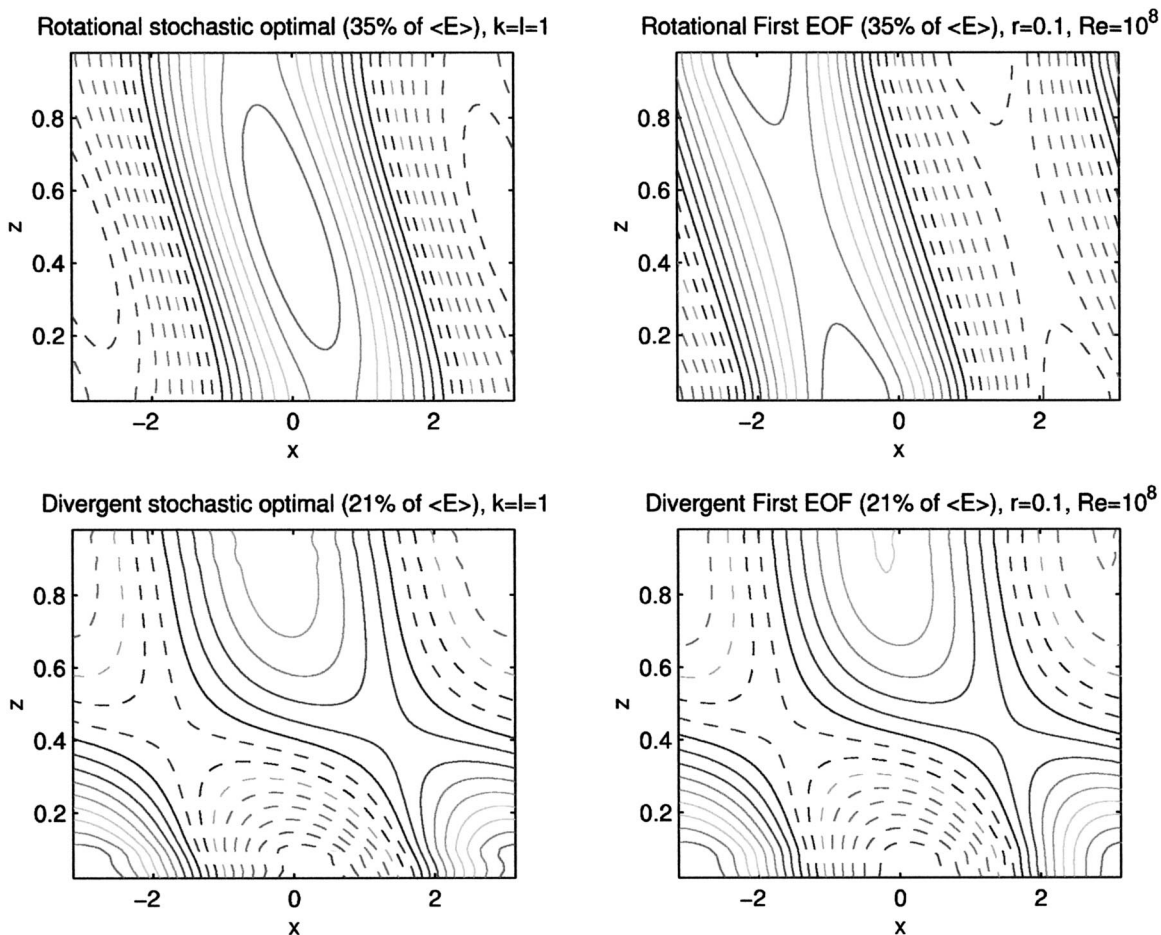 Rotational stochastic optimal (35% of <E>), k=l=1
Rotational First EOF (35% of <E>), r=0.1, Re=10^8
0.8
0.6
z
0.4
0.2
-2
0
2
x
0.8
0.6
z
0.4
0.2
-2
0
2
x
Divergent stochastic optimal (21% of <E>), k=l=1
Divergent First EOF (21% of <E>), r=0.1, Re=10^8
0.8
0.6
z
0.4
0.2
-2
0
2
x
0.8
0.6
z
0.4
0.2
-2
0
2
x